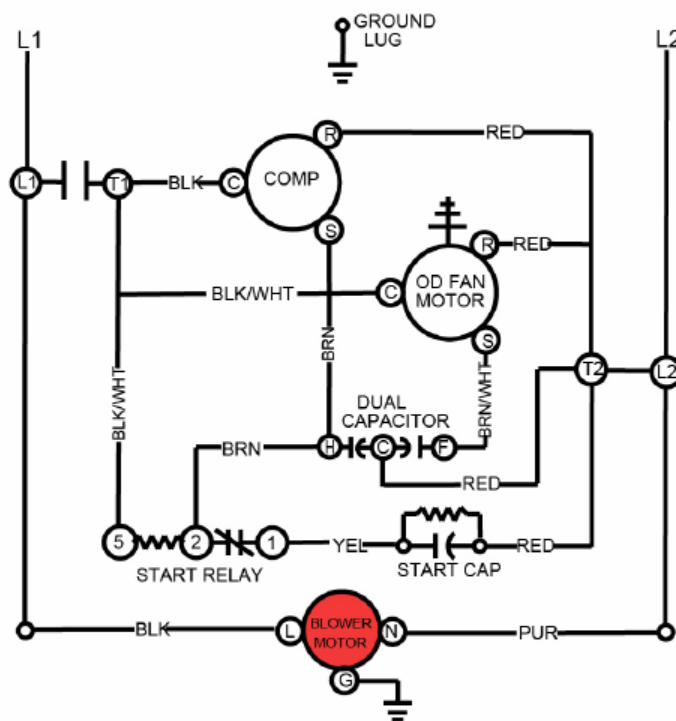 GROUND
LUG
L1
L2
R
RED
L1
T1
BLK
C
COMP
S
R
RED
BLK/WHT
C
OD FAN
MOTOR
S
BRN
BLK/WHT
BRN/WHT
T2
L2
DUAL
CAPACITOR
BRN
H
C
F
RED
5
2
1
YEL
RED
START RELAY
START CAP
BLK
L
BLOWER
MOTOR
N
PUR
G